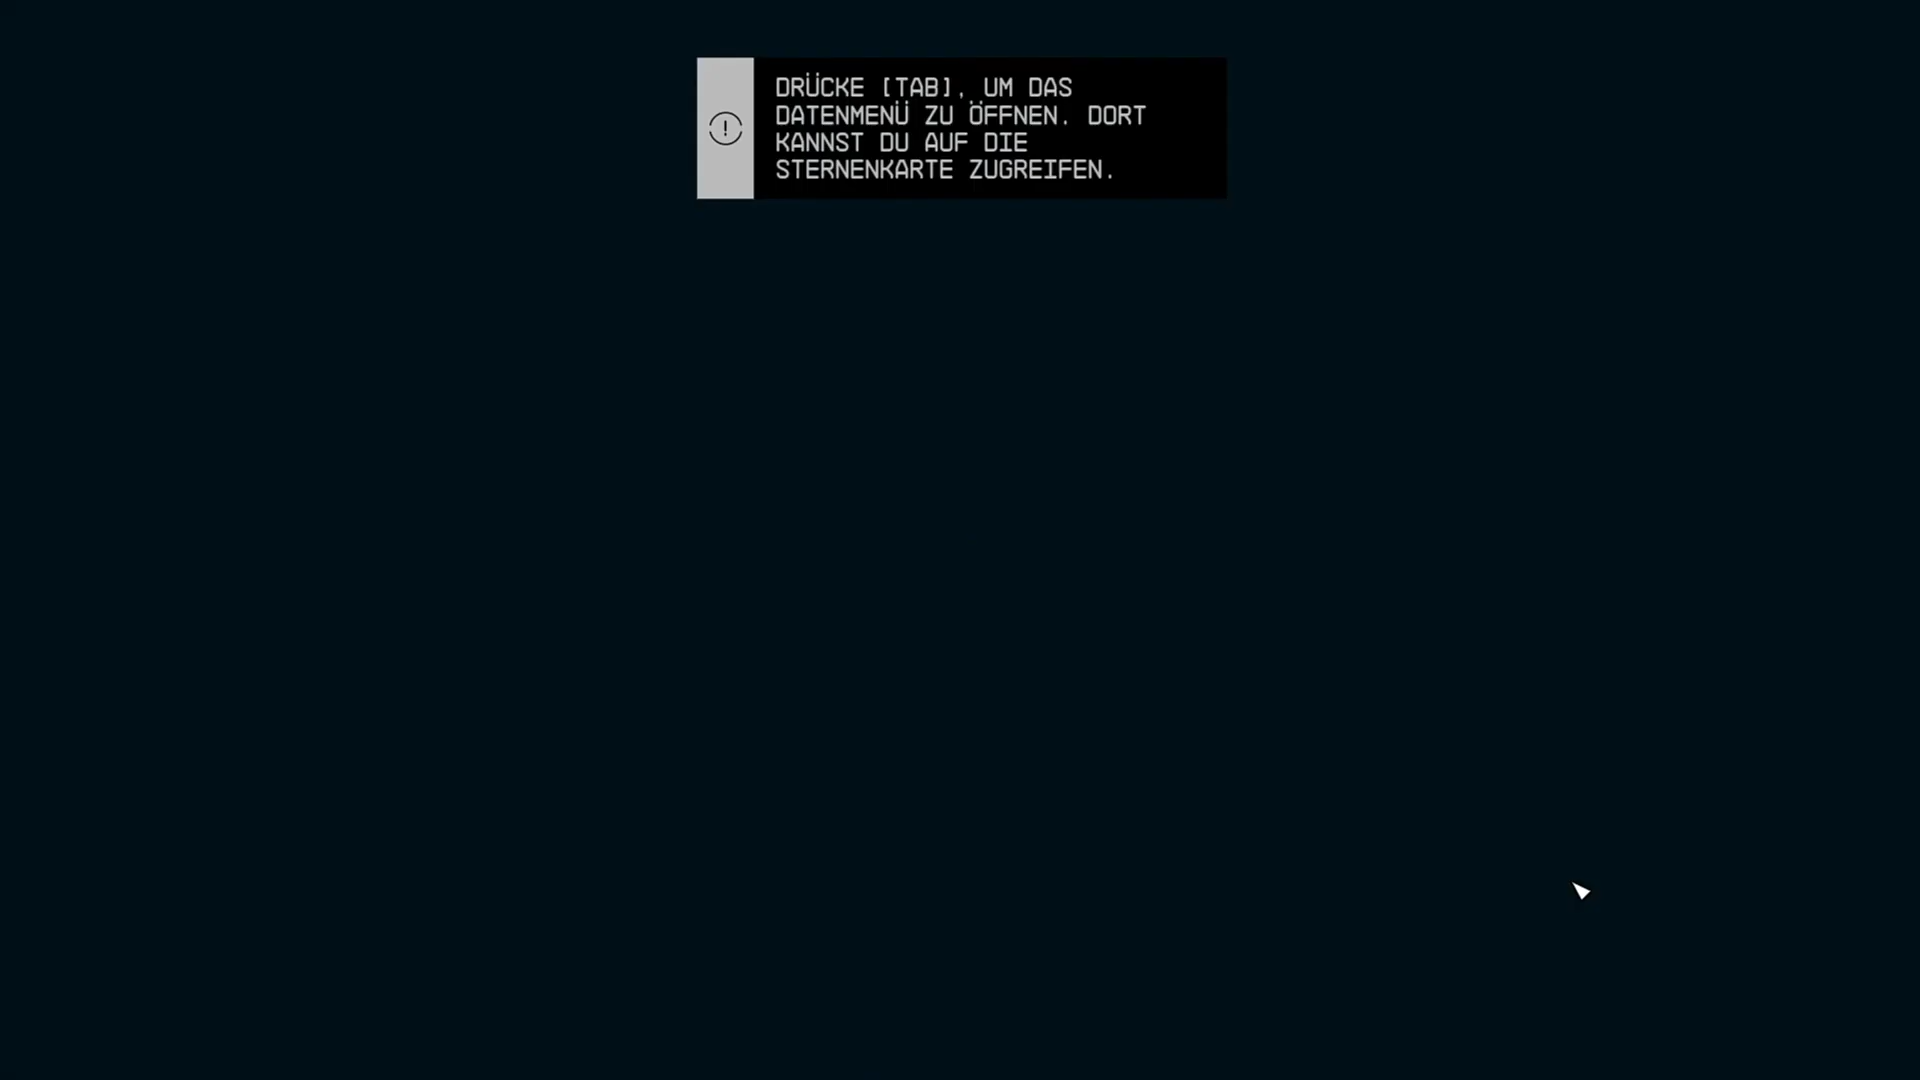 DRÜCKE [TAB], UM DAS
DATENMENÜ ZU ÖFFNEN. DORT
KANNST DU AUF DIE
STERNENKARTE ZUGREIFEN.